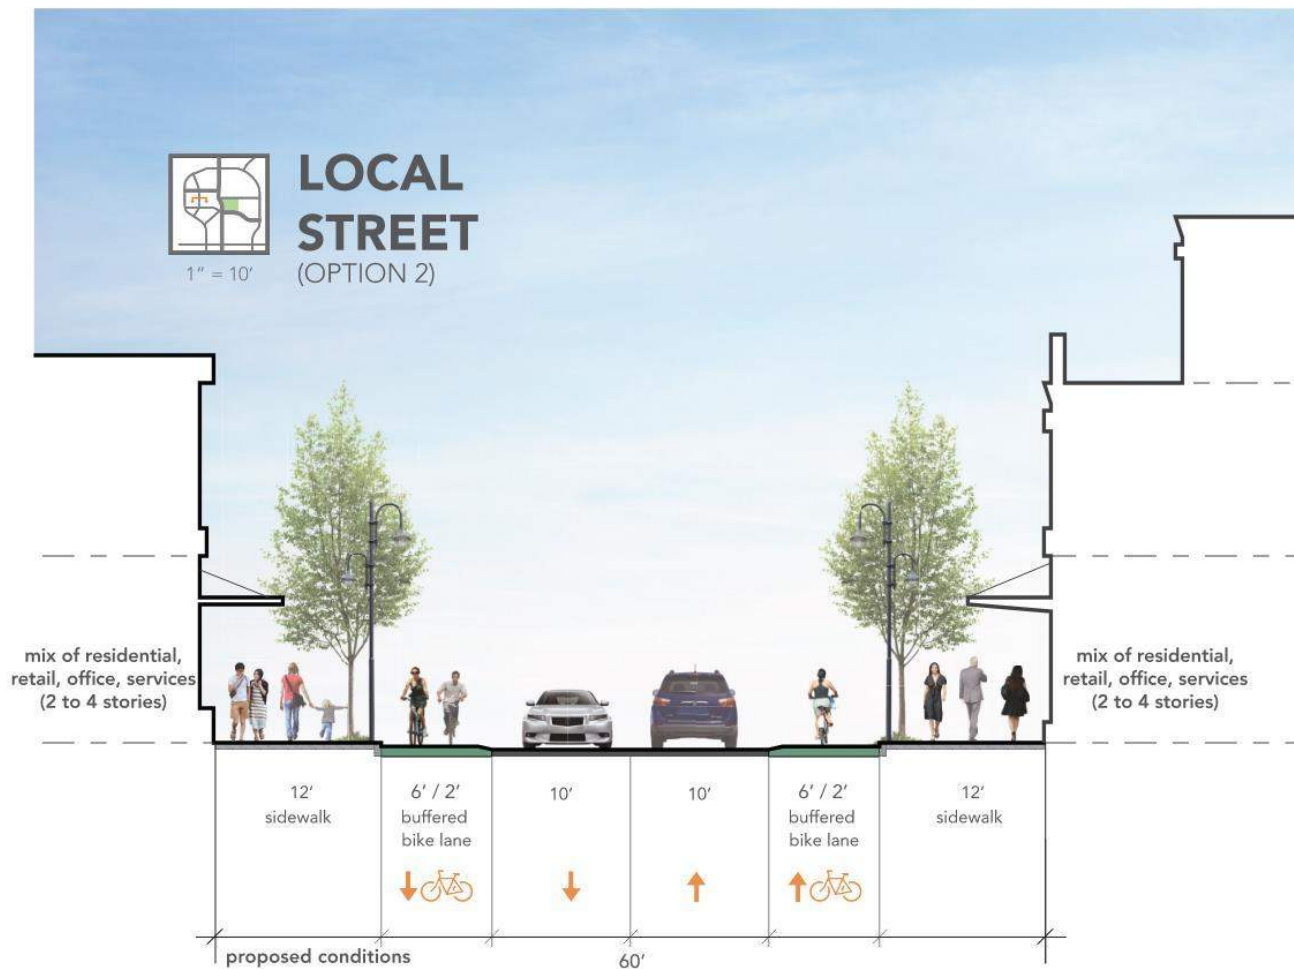 LOCAL
STREET
(OPTION 2)
1" = 10'
mix of residential,
retail, office, services
(2 to 4 stories)
mix of residential,
retail, office, services
(2 to 4 stories)
12'
sidewalk
6' / 2'
buffered
bike lane
10'
10'
6' / 2'
buffered
bike lane
12'
sidewalk
proposed conditions
60'